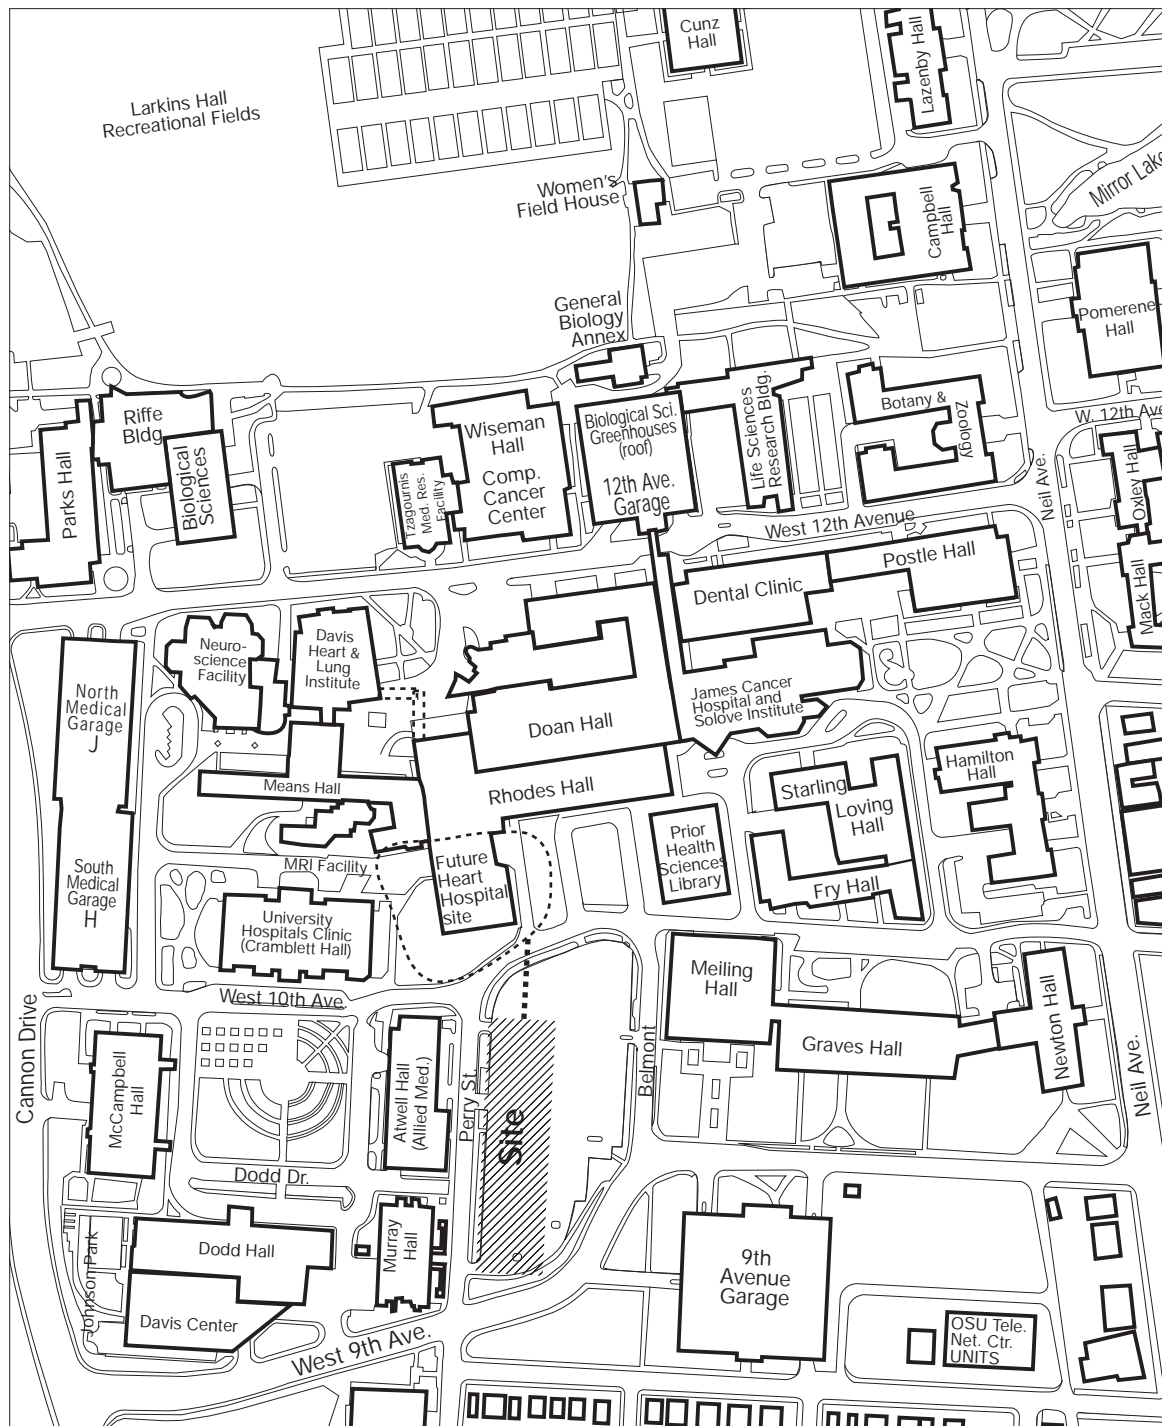 Cunz
Hall
Lazenby Hall
Larkins Hall
Recreational Fields
Mirror Lake
Women's
Field House
Campbell
Hall
General
Biology
Annex
Pomerene
Hall
Riffe
Bldg.
Wiseman
Hall
Comp.
Cancer
Center
Biological Sci.
Greenhouses
(roof)
12th Ave.
Garage
Life Sciences
Research Bldg.
Botany &
Zoology
W. 12th Ave
Parks Hall
Biological
Sciences
Tzagournis
Med. Res.
Facility
Neil Ave.
Oxley Hall
West 12th Avenue
Postle Hall
Dental Clinic
Mack Hall
Neuro-
science
Facility
Davis
Heart &
Lung
Institute
North
Medical
Garage
J
James Cancer
Hospital and
Solove Institute
Doan Hall
Hamilton
Hall
Means Hall
Rhodes Hall
Starling
Loving
Hall
Prior
Health
Sciences
Library
MRI Facility
Future
Heart
Hospital
site
Fry Hall
South
Medical
Garage
H
University
Hospitals Clinic
(Cramblett Hall)
Meiling
Hall
Newton Hall
West 10th Ave.
Cannon Drive
Graves Hall
McCampbell
Hall
Atwell Hall
(Allied Med.)
Perry St.
Site
Belmont
Neil Ave.
Dodd Dr.
Johnson Park
Dodd Hall
Murray
Hall
9th
Avenue
Garage
Davis Center
OSU Tele.
Net. Ctr.
UNITS
West 9th Ave.